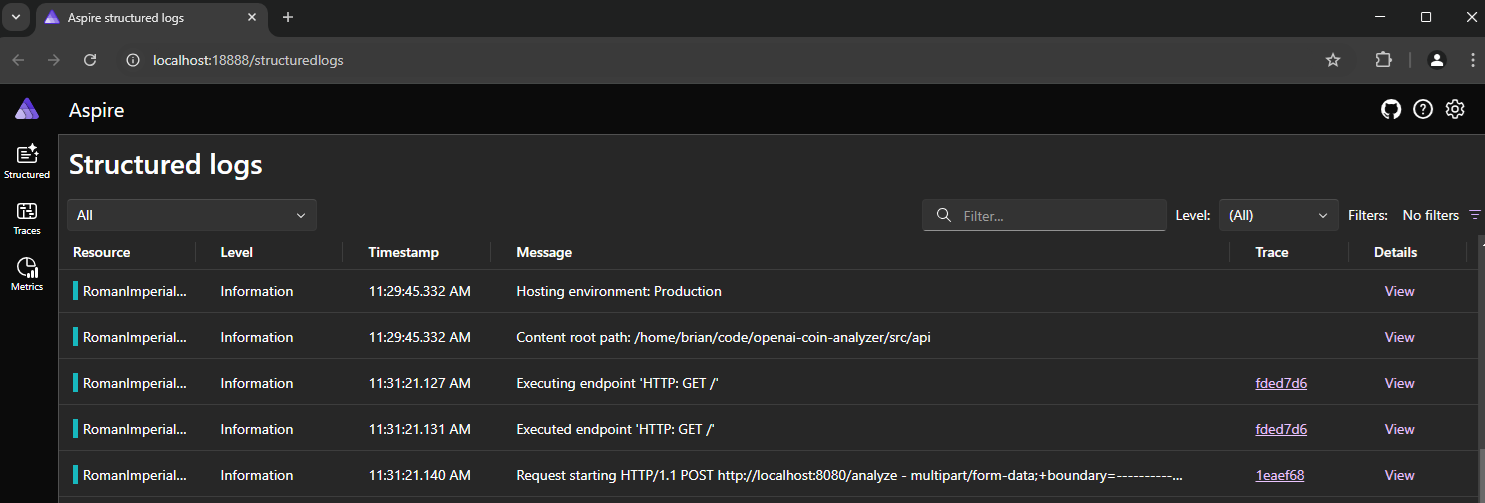 Aspire structured logs
localhost:18888/structuredlogs
Aspire
Structured logs
Structured
Traces
Metrics
All
Filter...
Level:
(All)
Filters:
No filters
Resource Level Timestamp Message Trace Details
RomanImperial... Information 11:29:45.332 AM Hosting environment: Production View
RomanImperial... Information 11:29:45.332 AM Content root path: /home/brian/code/openai-coin-analyzer/src/api View
RomanImperial... Information 11:31:21.127 AM Executing endpoint 'HTTP: GET /' fded7d6 View
RomanImperial... Information 11:31:21.131 AM Executed endpoint 'HTTP: GET /' fded7d6 View
RomanImperial... Information 11:31:21.140 AM Request starting HTTP/1.1 POST http://localhost:8080/analyze - multipart/form-data;+boundary=----------... 1eaef68 View